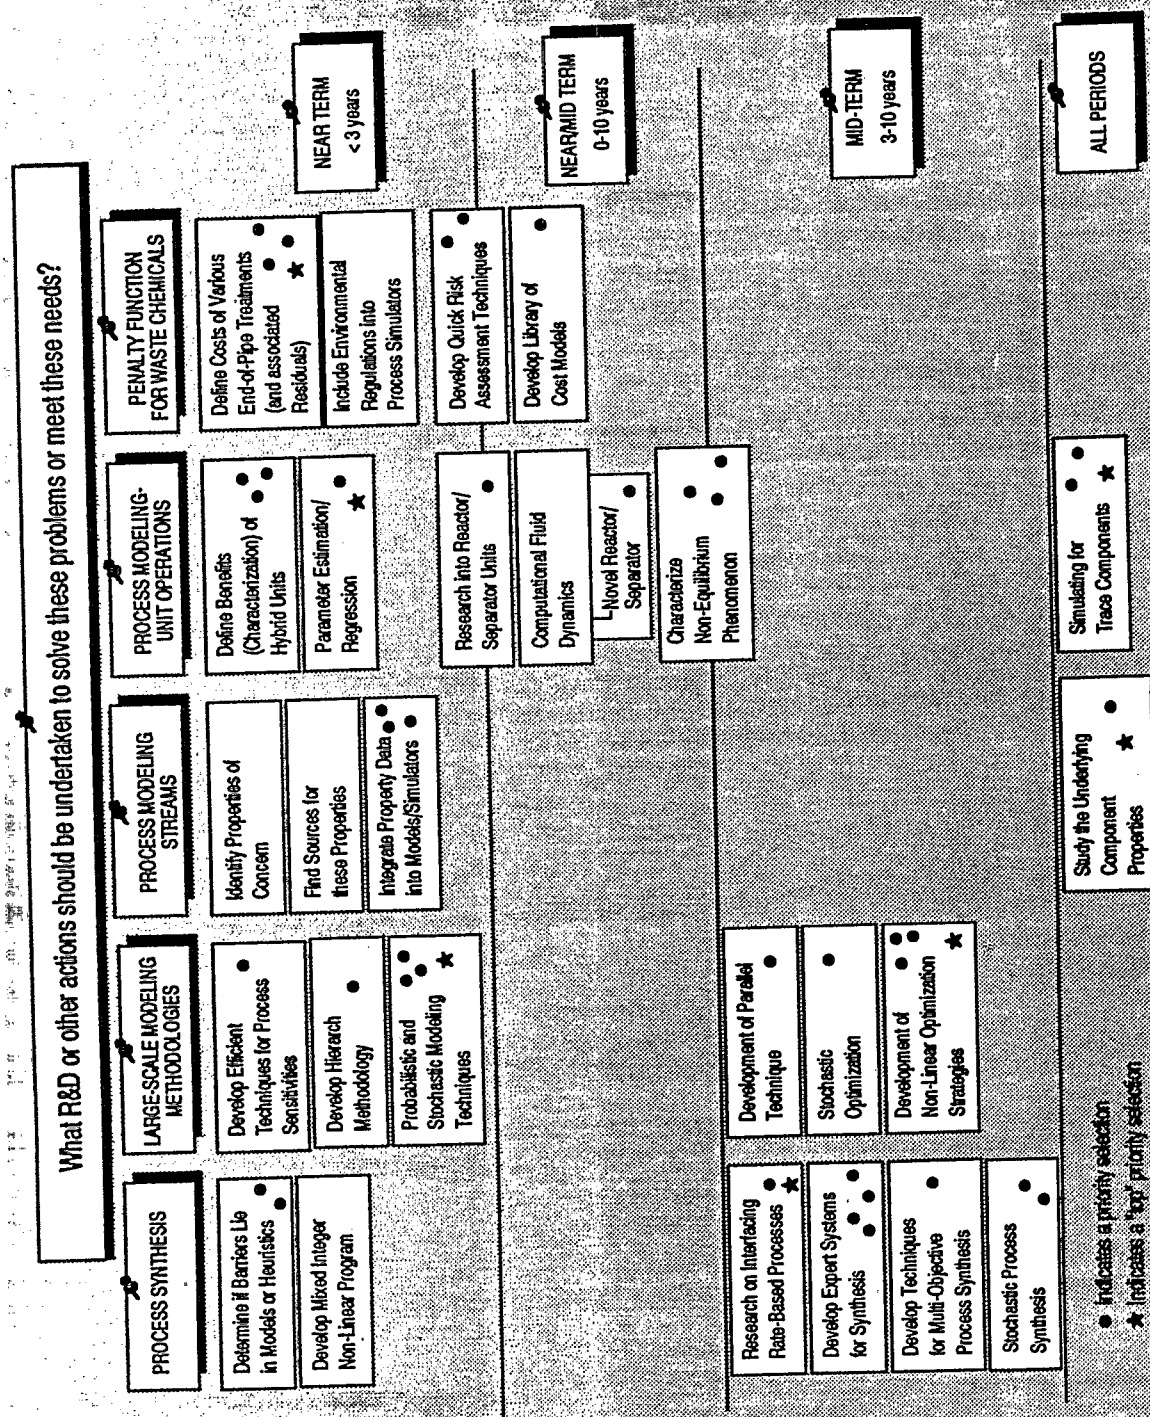 What R&D or other actions should be undertaken to solve these problems or meet these needs?
PROCESS SYNTHESIS
LARGE-SCALE MODELING
METHODOLOGIES
PROCESS MODELING
STREAMS
PROCESS MODELING-
UNIT OPERATIONS
PENALTY FUNCTION
FOR WASTE CHEMICALS
NEAR TERM
< 3 years
Determine if Barriers Lie
in Models or Heuristics
Develop Mixed Integer
Non-Linear Program
Develop Efficient
Techniques for Process
Sensitivities
Develop Hierarch
Methodology
Probabilistic and
Stochastic Modeling
Techniques
Identify Properties of
Concern
Find Sources for
these Properties
Integrate Property Data
Into Models/Simulators
Define Benefits
(Characterization) of
Hybrid Units
Parameter Estimation/
Regression
Define Costs of Various
End-of-Pipe Treatments
(and associated
Residuals)
Include Environmental
Regulations into
Process Simulators
NEAR/MID TERM
0-10 years
Research into Reactor/
Separator Units
Computational Fluid
Dynamics
Novel Reactor/
Separator
Characterize
Non-Equilibrium
Phenomenon
Develop Quick Risk
Assessment Techniques
Develop Library of
Cost Models
MID-TERM
3-10 years
Research on Interfacing
Rate-Based Processes
Develop Expert Systems
for Synthesis
Develop Techniques
for Multi-Objective
Process Synthesis
Stochastic Process
Synthesis
Development of Parallel
Technique
Stochastic
Optimization
Development of
Non-Linear Optimization
Strategies
ALL PERIODS
Study the Underlying
Component
Properties
Simulating for
Trace Components
● Indicates a priority selection
★ Indicates a "top" priority selection